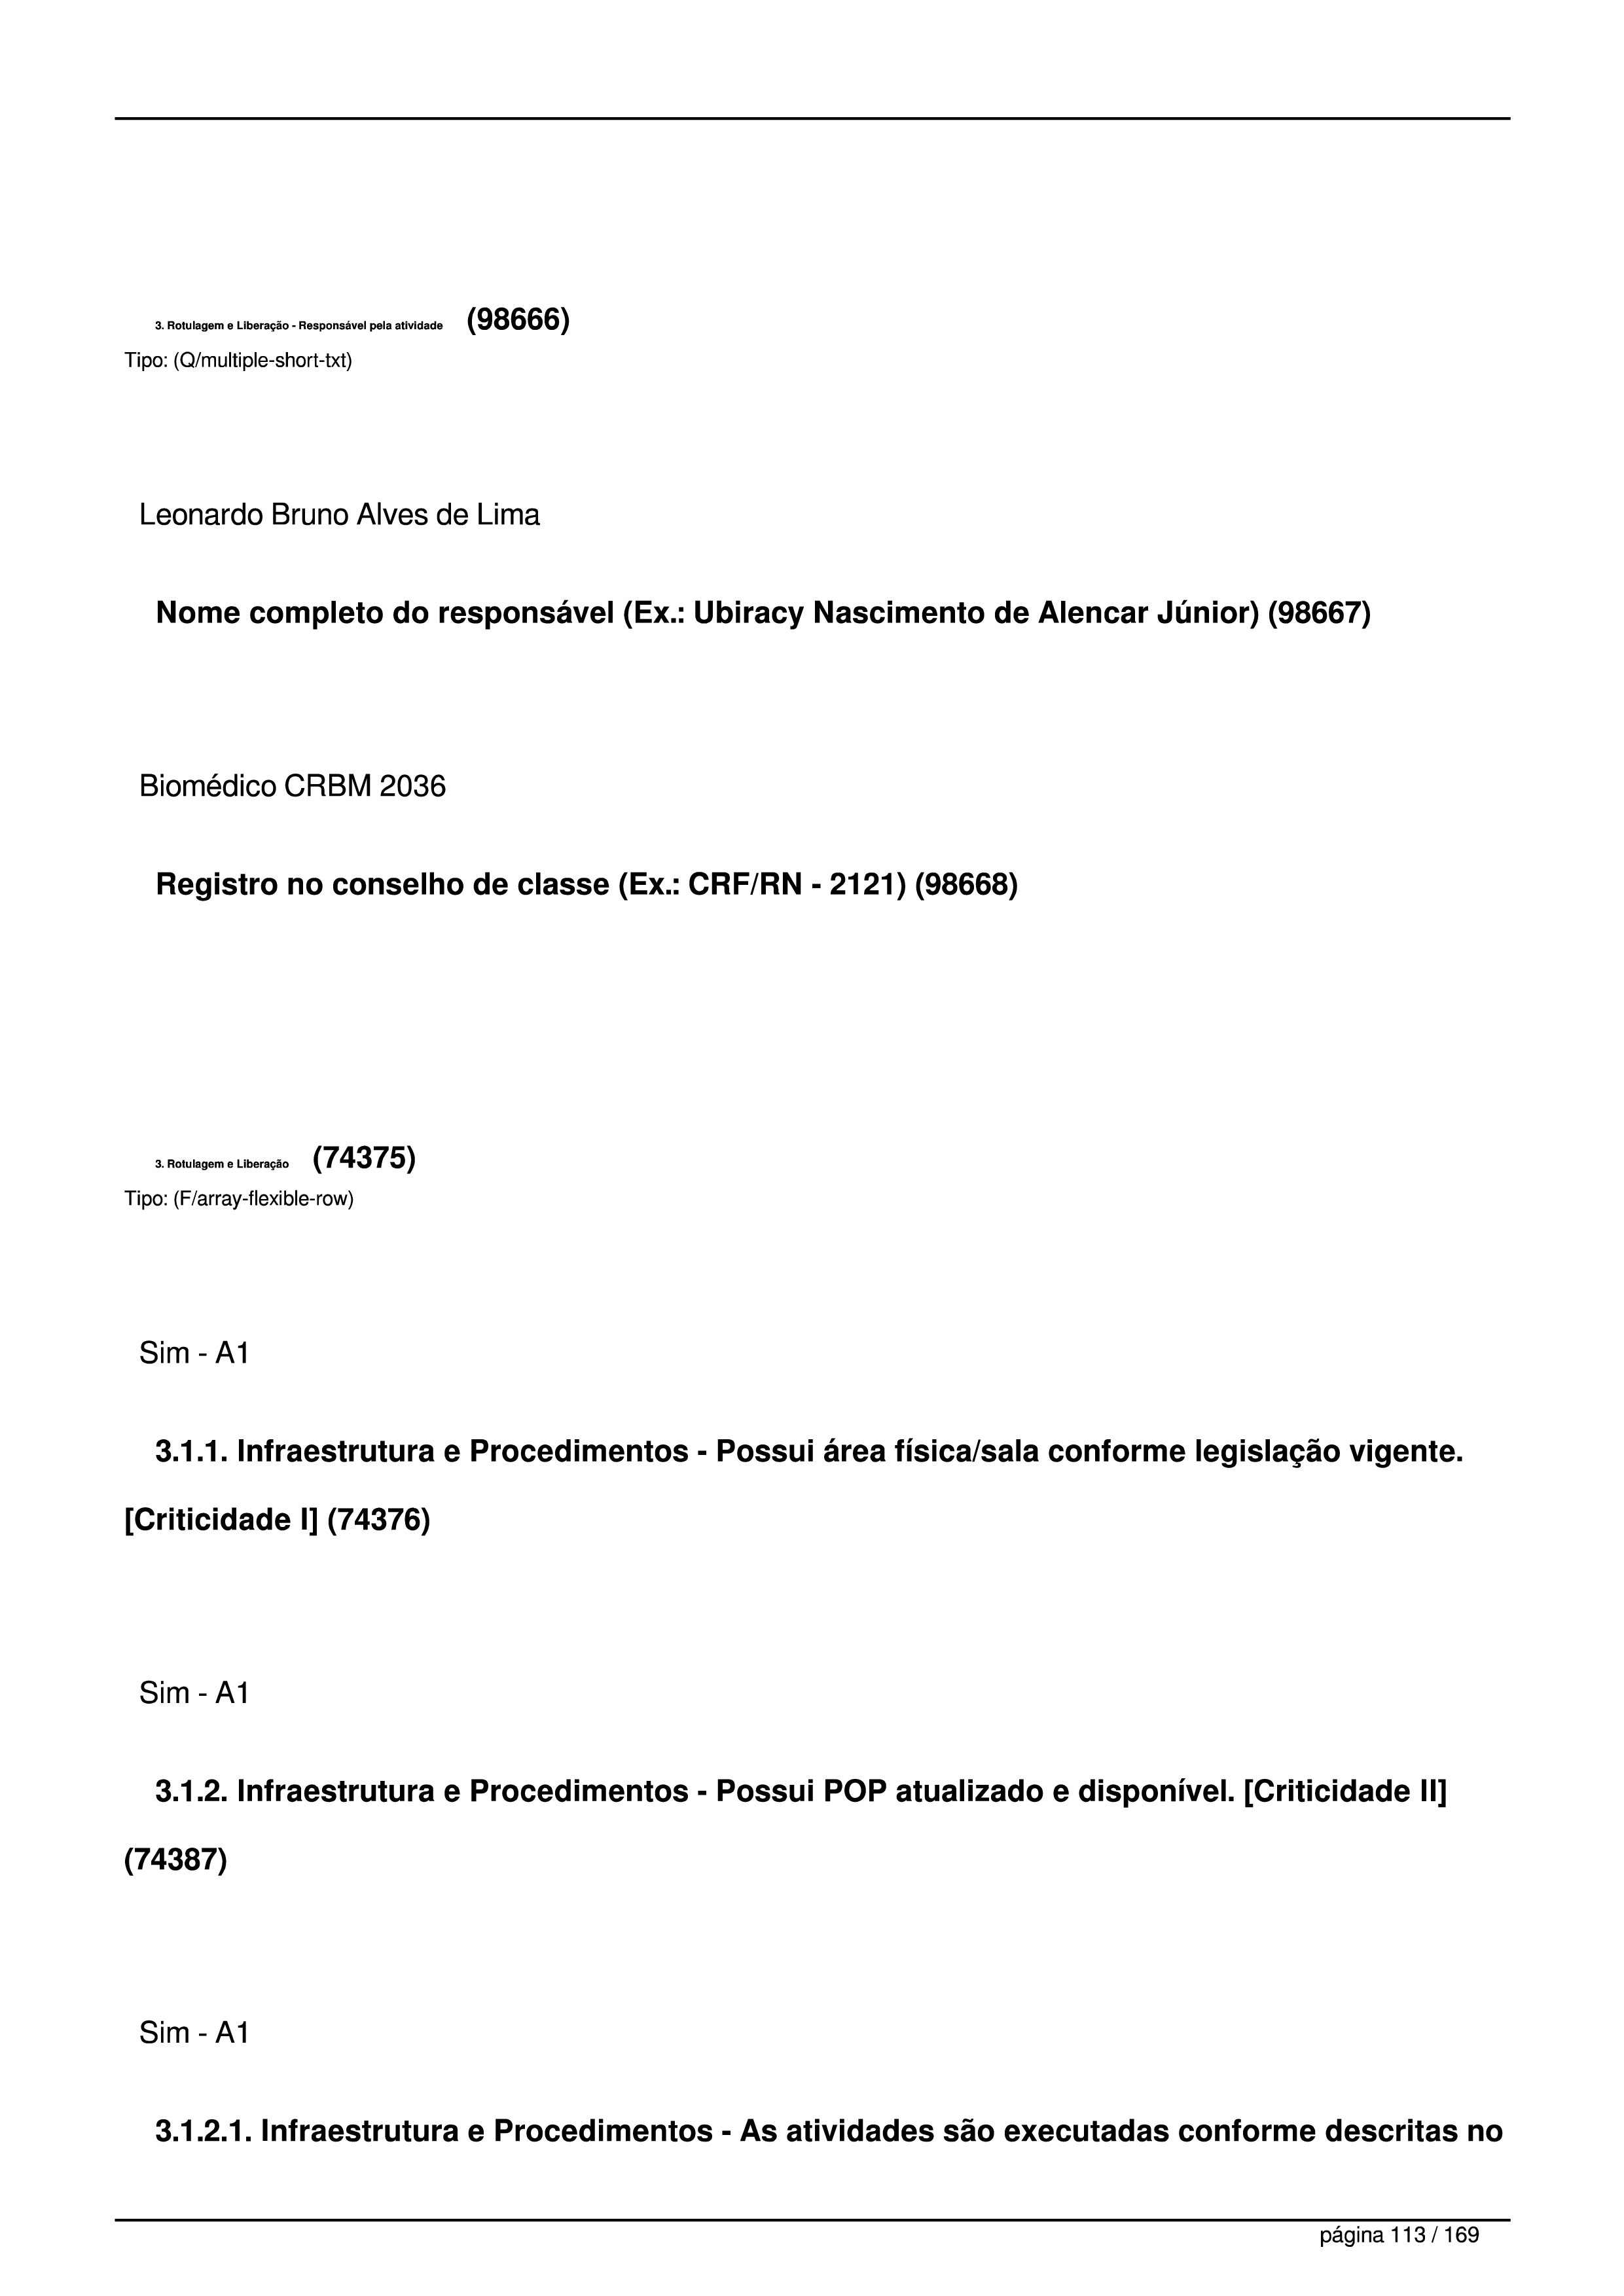 3. Rotulagem e Liberação - Responsável pela atividade (98666)
Tipo: (Q/multiple-short-txt)
Leonardo Bruno Alves de Lima
Nome completo do responsável (Ex.: Ubiracy Nascimento de Alencar Júnior) (98667)
Biomédico CRBM 2036
Registro no conselho de classe (Ex.: CRF/RN - 2121) (98668)
3. Rotulagem e Liberação (74375)
Tipo: (F/array-flexible-row)
Sim - A1
3.1.1. Infraestrutura e Procedimentos - Possui área física/sala conforme legislação vigente.
[Criticidade I] (74376)
Sim - A1
3.1.2. Infraestrutura e Procedimentos - Possui POP atualizado e disponível. [Criticidade II]
(74387)
Sim - A1
3.1.2.1. Infraestrutura e Procedimentos - As atividades são executadas conforme descritas no
página 113 / 169